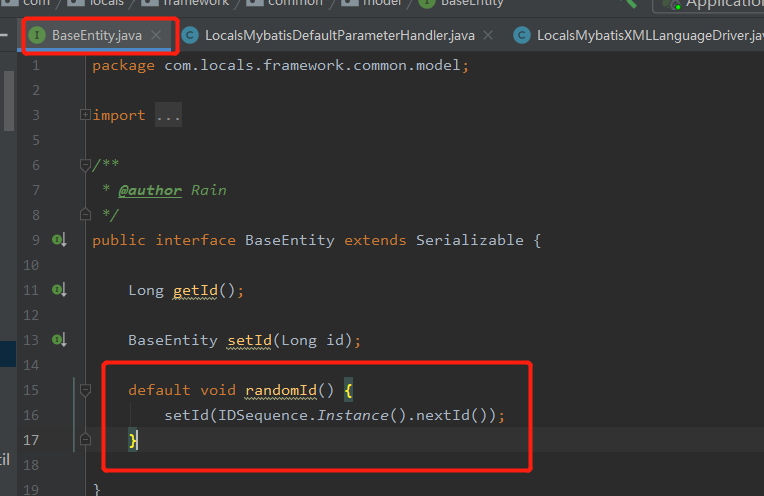 com / locals / framework / common / model / BaseEntity
Application
BaseEntity.java × LocalsMybatisDefaultParameterHandler.java × LocalsMybatisXMLLanguageDriver.jav
1 package com.locals.framework.common.model;
2
3 import ...
5
6 /**
7 * @author Rain
8 */
9 public interface BaseEntity extends Serializable {
10
11 Long getId();
12
13 BaseEntity setId(Long id);
14
15 default void randomId() {
16 setId(IDSequence.Instance().nextId());
17 }
til 18
19 }